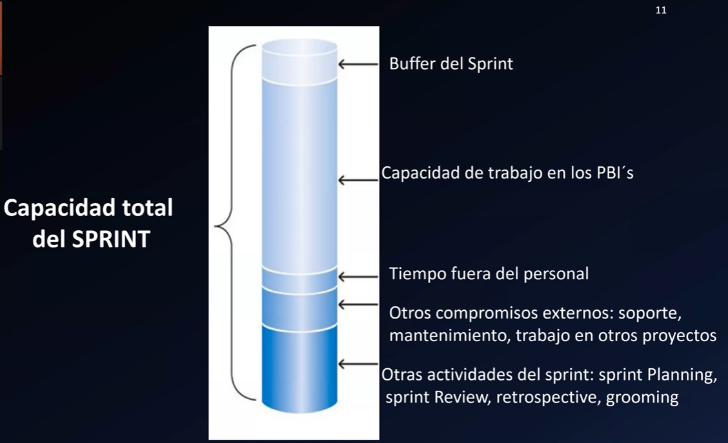 11
Buffer del Sprint
Capacidad de trabajo en los PBI´s
Capacidad total
del SPRINT
Tiempo fuera del personal
Otros compromisos externos: soporte,
mantenimiento, trabajo en otros proyectos
Otras actividades del sprint: sprint Planning,
sprint Review, retrospective, grooming